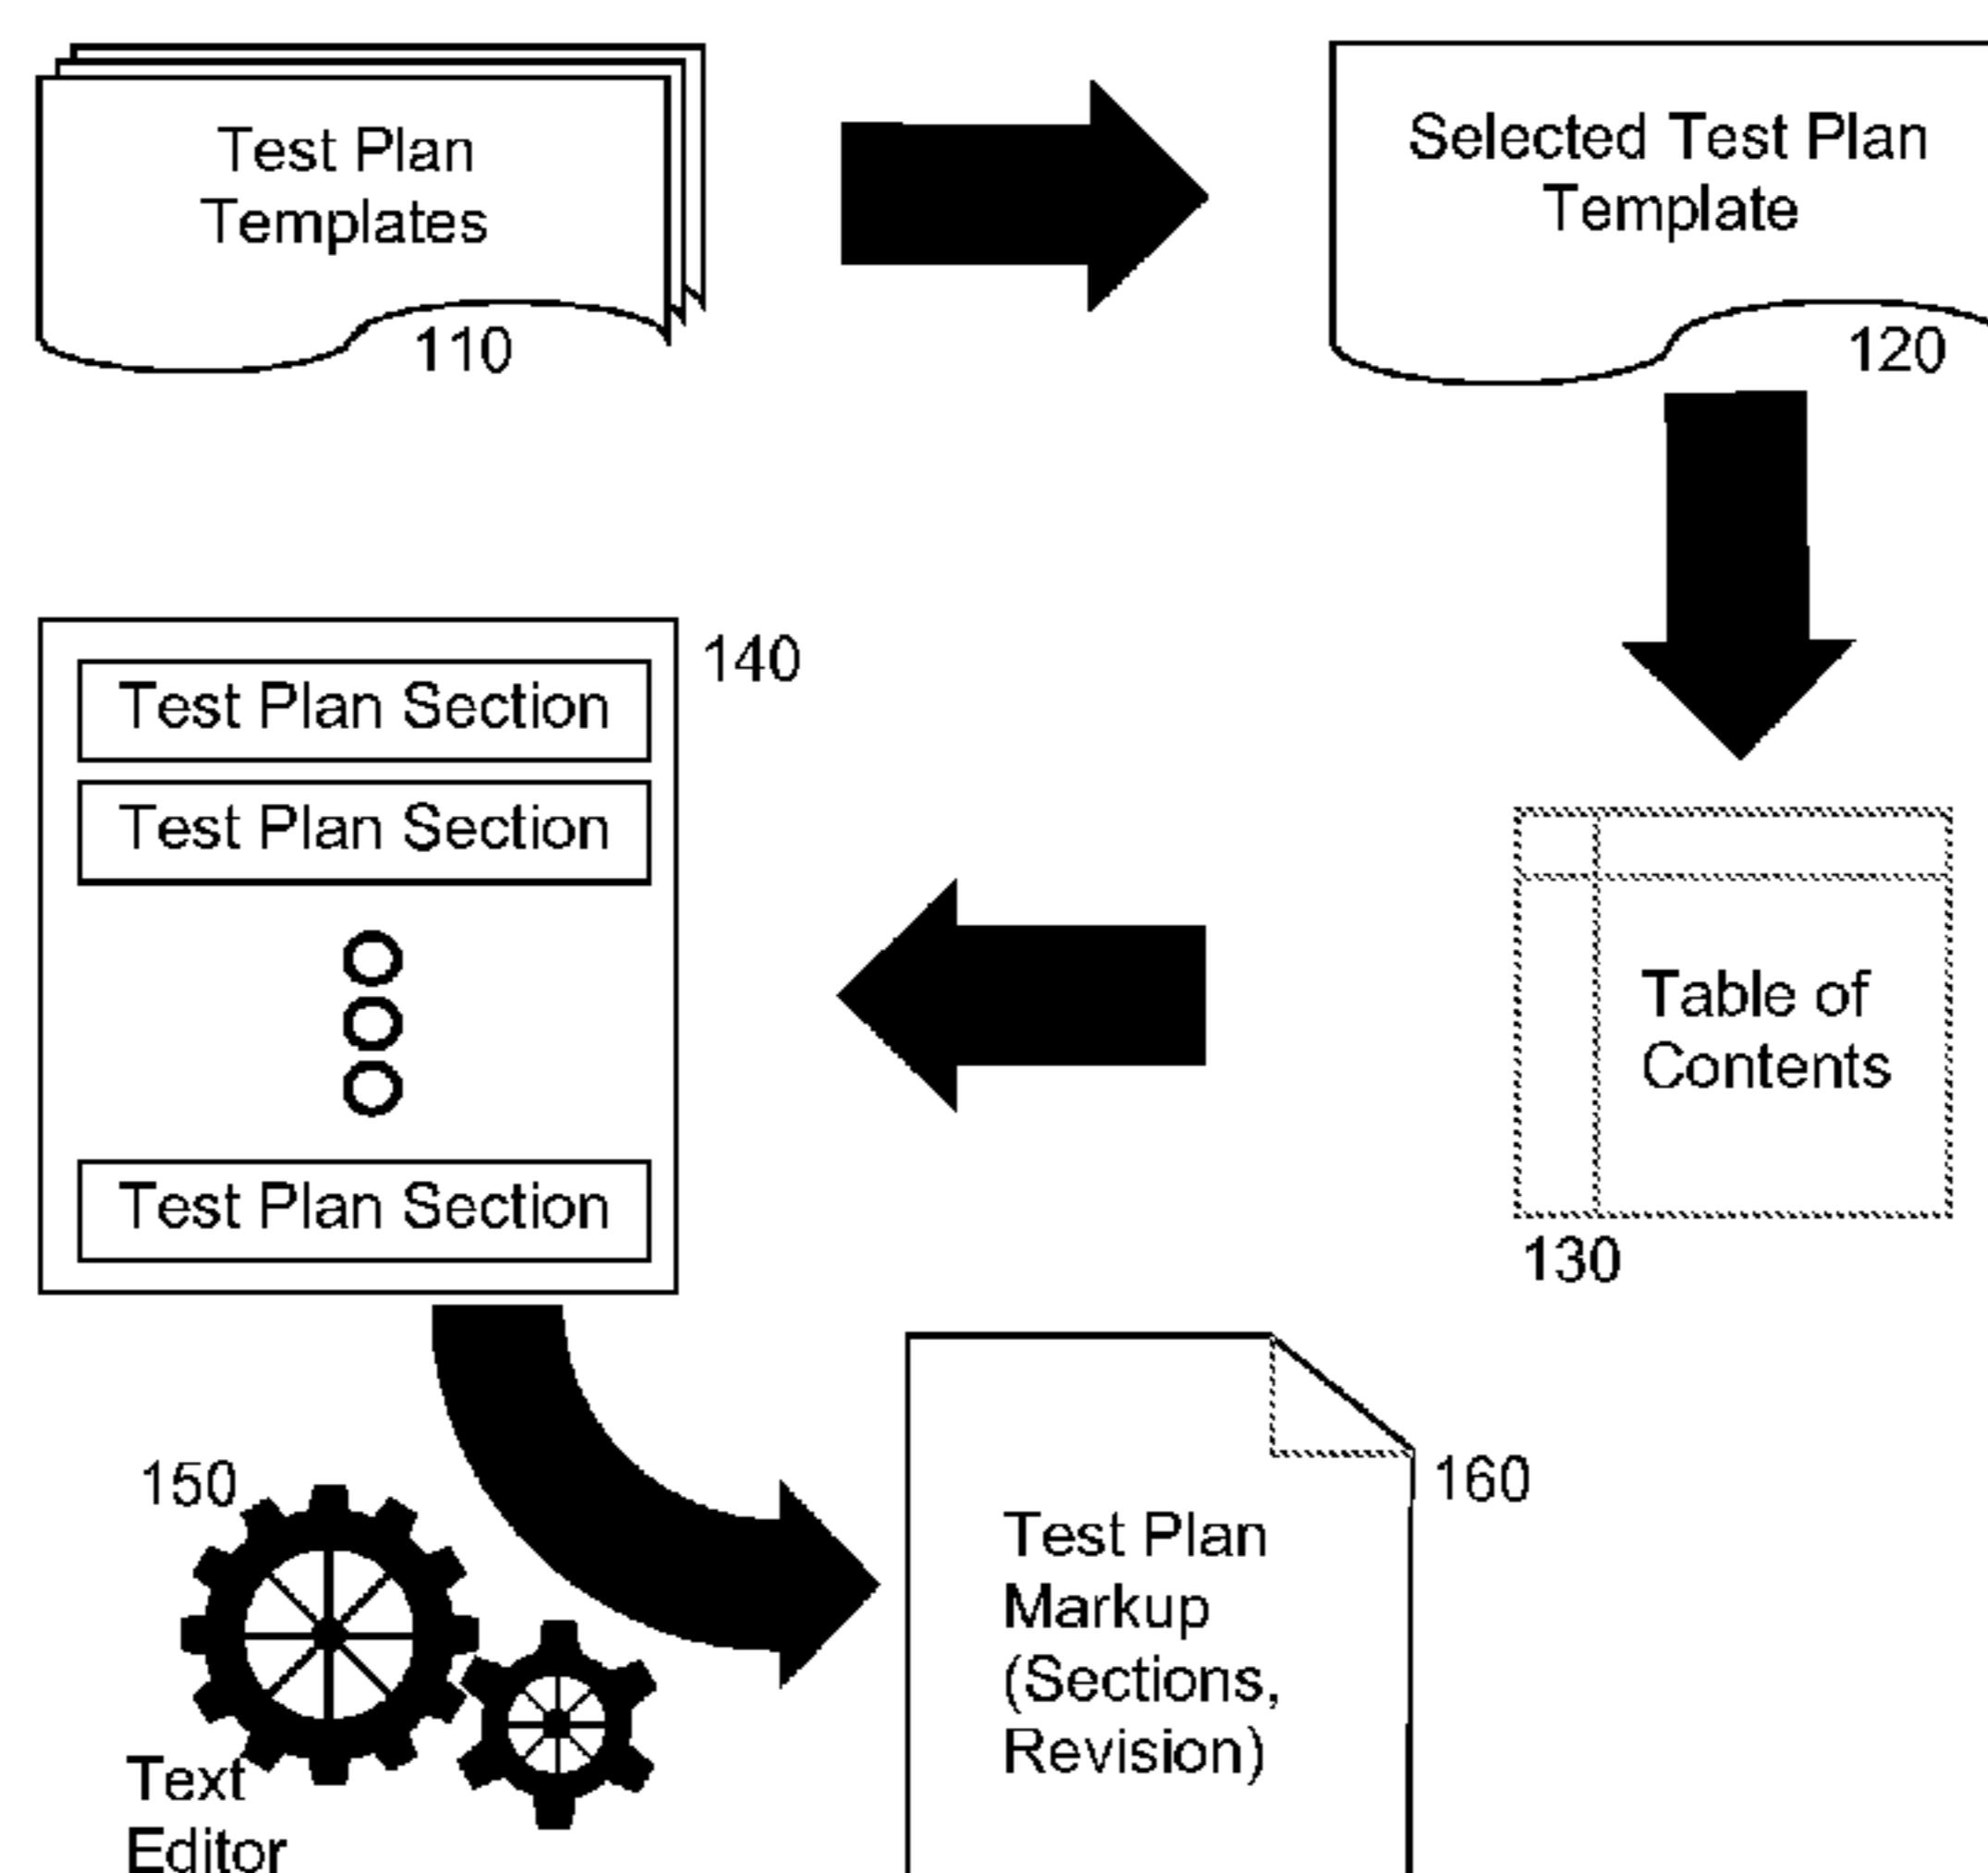 Test Plan
Templates
110
Selected Test Plan
Template
120
140
Test Plan Section
Test Plan Section
Test Plan Section
Table of
Contents
130
150
Text
Editor
160
Test Plan
Markup
(Sections,
Revision)